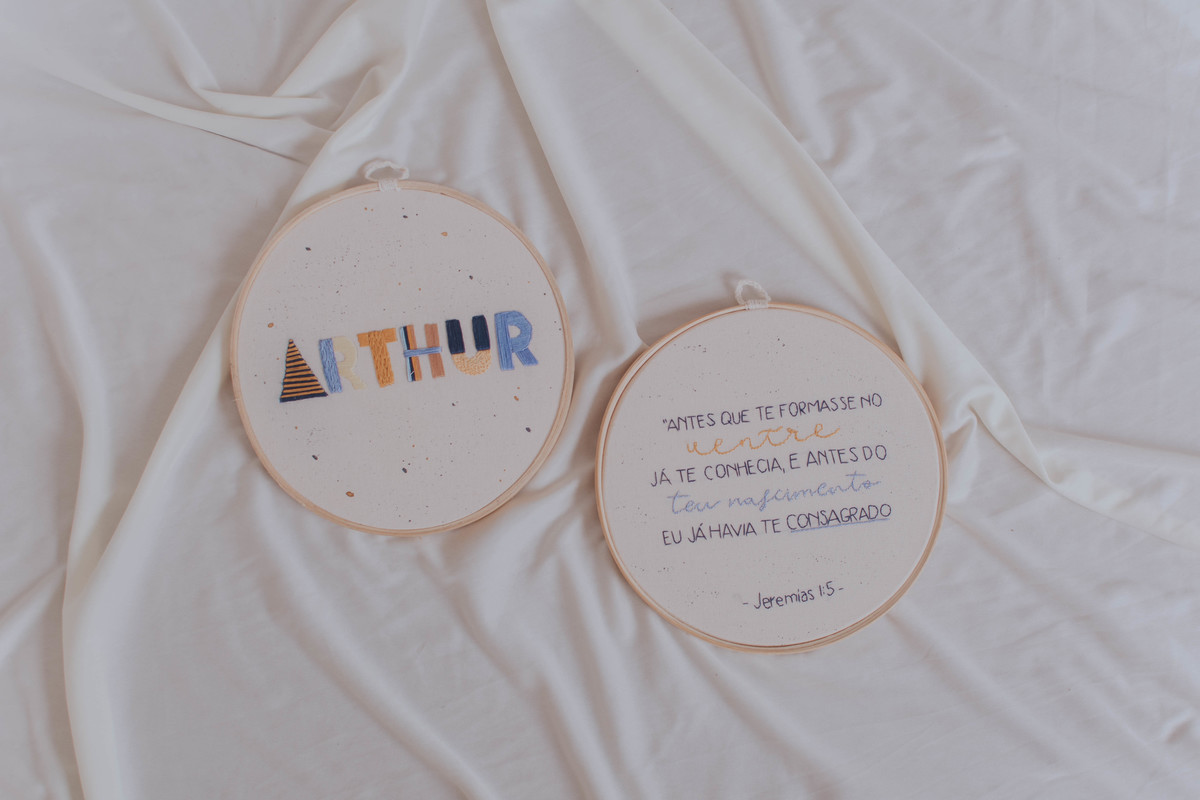 ARTHUR
"ANTES QUE TE FORMASSE NO
ventre
JÁ TE CONHECIA, E ANTES DO
teu nascimento
EU JÁ HAVIA TE CONSAGRADO
- Jeremias 1:5 -